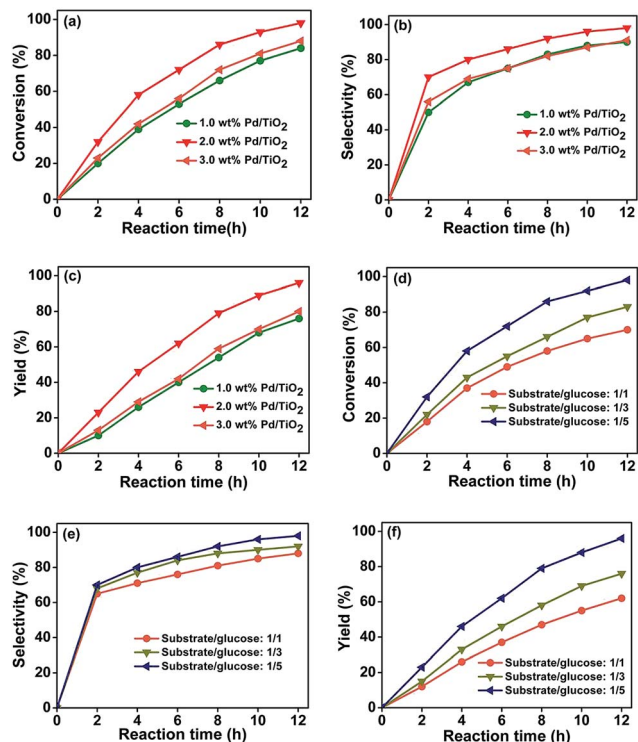 (a)
Conversion (%)
100
80
60
40
20
0
1.0 wt% Pd/TiO2
2.0 wt% Pd/TiO2
3.0 wt% Pd/TiO2
0 2 4 6 8 10 12
Reaction time(h)
(b)
Selectivity (%)
100
80
60
40
20
0
1.0 wt% Pd/TiO2
2.0 wt% Pd/TiO2
3.0 wt% Pd/TiO2
0 2 4 6 8 10 12
Reaction time (h)
(c)
Yield (%)
100
80
60
40
20
0
1.0 wt% Pd/TiO2
2.0 wt% Pd/TiO2
3.0 wt% Pd/TiO2
0 2 4 6 8 10 12
Reaction time (h)
(d)
Conversion (%)
100
80
60
40
20
0
Substrate/glucose: 1/1
Substrate/glucose: 1/3
Substrate/glucose: 1/5
0 2 4 6 8 10 12
Reaction time (h)
(e)
Selectivity (%)
100
80
60
40
20
0
Substrate/glucose: 1/1
Substrate/glucose: 1/3
Substrate/glucose: 1/5
0 2 4 6 8 10 12
Reaction time (h)
(f)
Yield (%)
100
80
60
40
20
0
Substrate/glucose: 1/1
Substrate/glucose: 1/3
Substrate/glucose: 1/5
0 2 4 6 8 10 12
Reaction time (h)